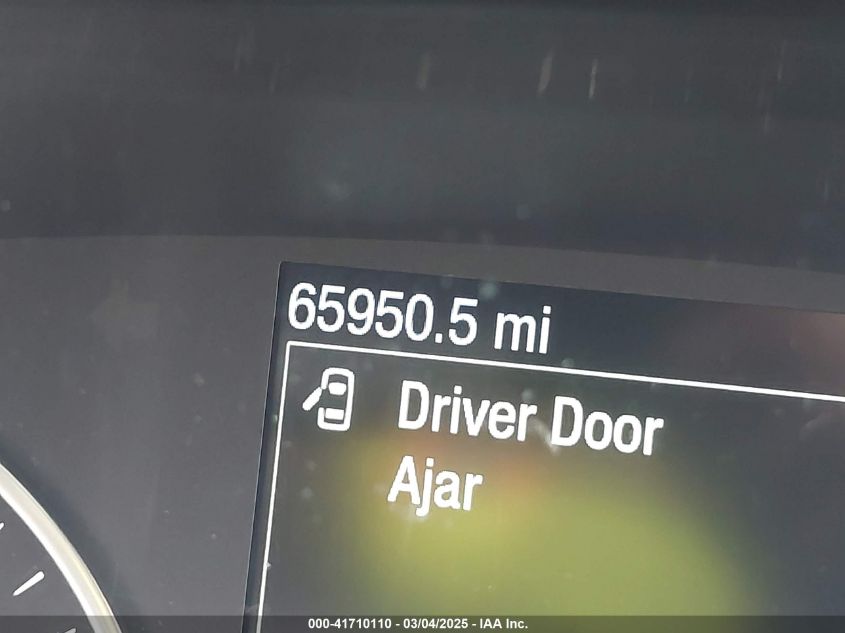 65950.5 mi
Driver Door
Ajar
000-41710110 - 03/04/2025 - IAA Inc.